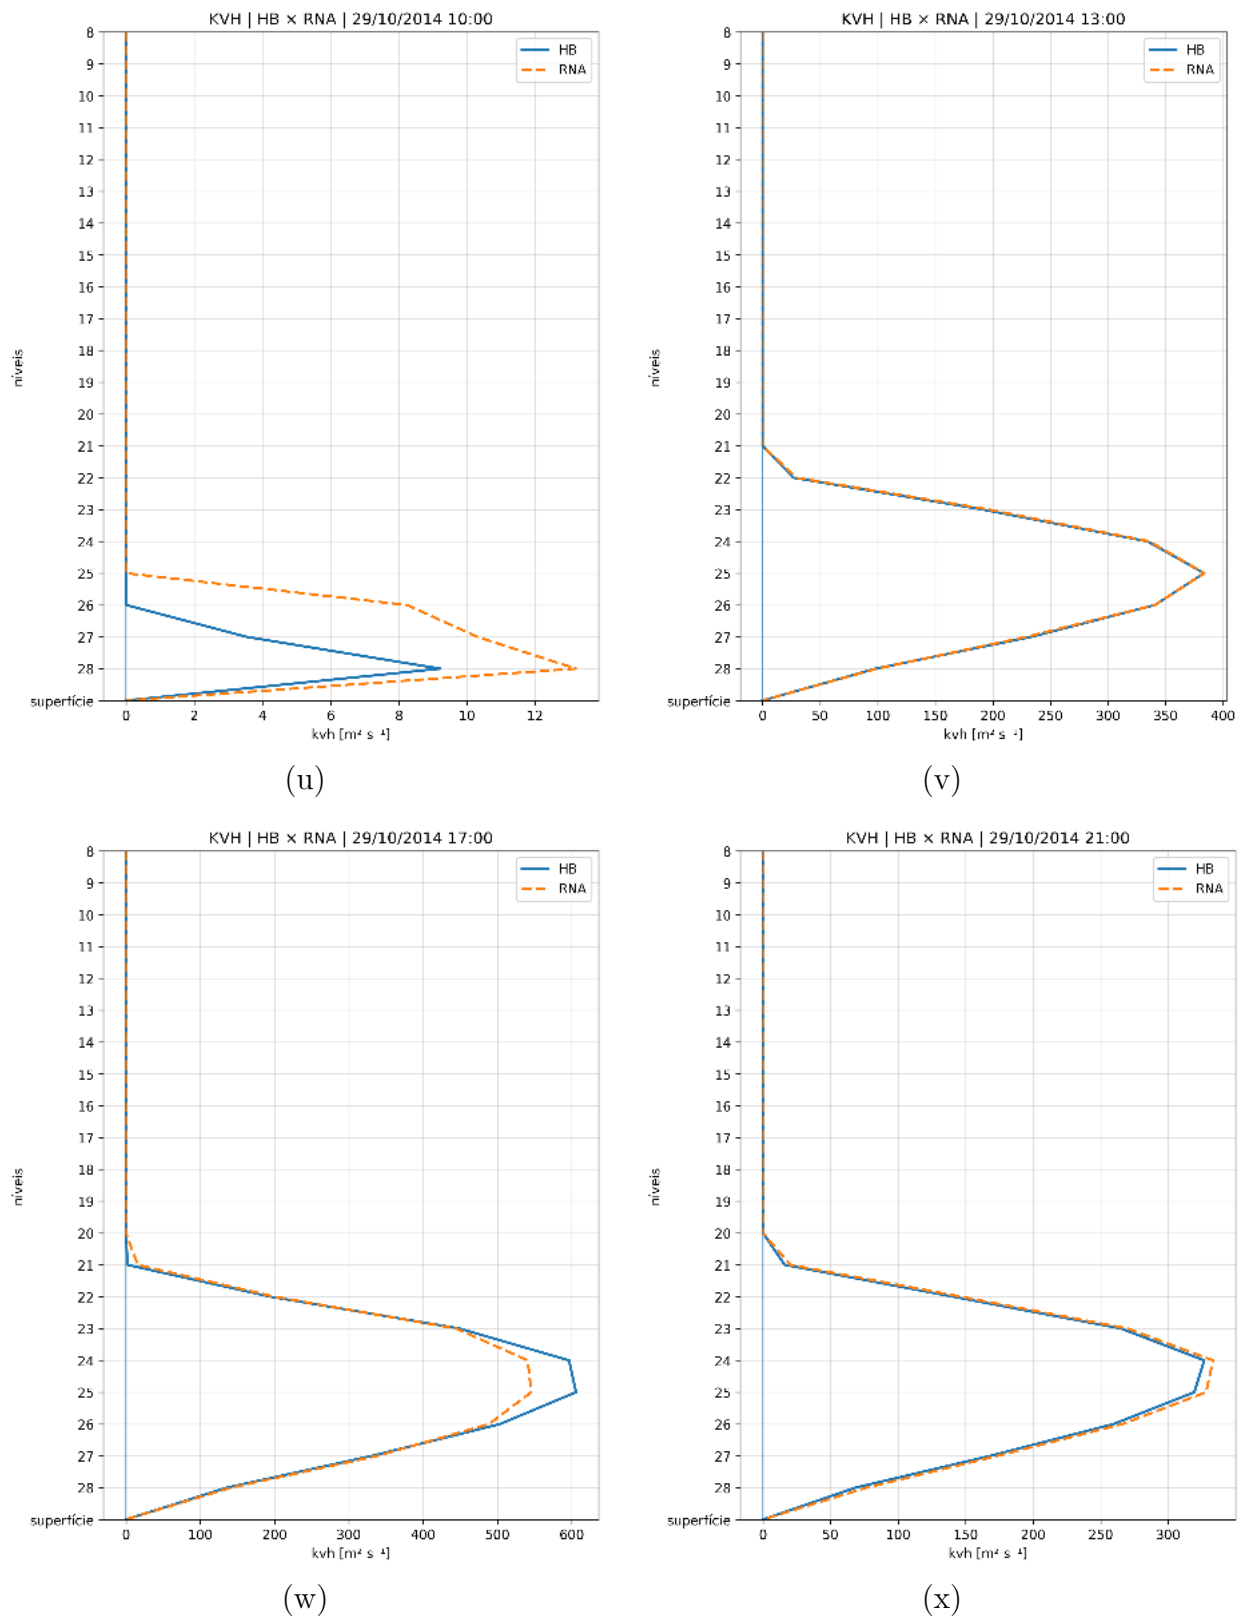 KVH | HB × RNA | 29/10/2014 10:00
HB
RNA
8
9
10
11
12
13
14
15
16
17
18
19
20
21
22
23
24
25
26
27
28
superfície
níveis
0 2 4 6 8 10 12
kvh [m² s⁻¹]
(u)
KVH | HB × RNA | 29/10/2014 13:00
HB
RNA
8
9
10
11
12
13
14
15
16
17
18
19
20
21
22
23
24
25
26
27
28
superfície
níveis
0 50 100 150 200 250 300 350 400
kvh [m² s⁻¹]
(v)
KVH | HB × RNA | 29/10/2014 17:00
HB
RNA
8
9
10
11
12
13
14
15
16
17
18
19
20
21
22
23
24
25
26
27
28
superfície
níveis
0 100 200 300 400 500 600
kvh [m² s⁻¹]
(w)
KVH | HB × RNA | 29/10/2014 21:00
HB
RNA
8
9
10
11
12
13
14
15
16
17
18
19
20
21
22
23
24
25
26
27
28
superfície
níveis
0 50 100 150 200 250 300
kvh [m² s⁻¹]
(x)